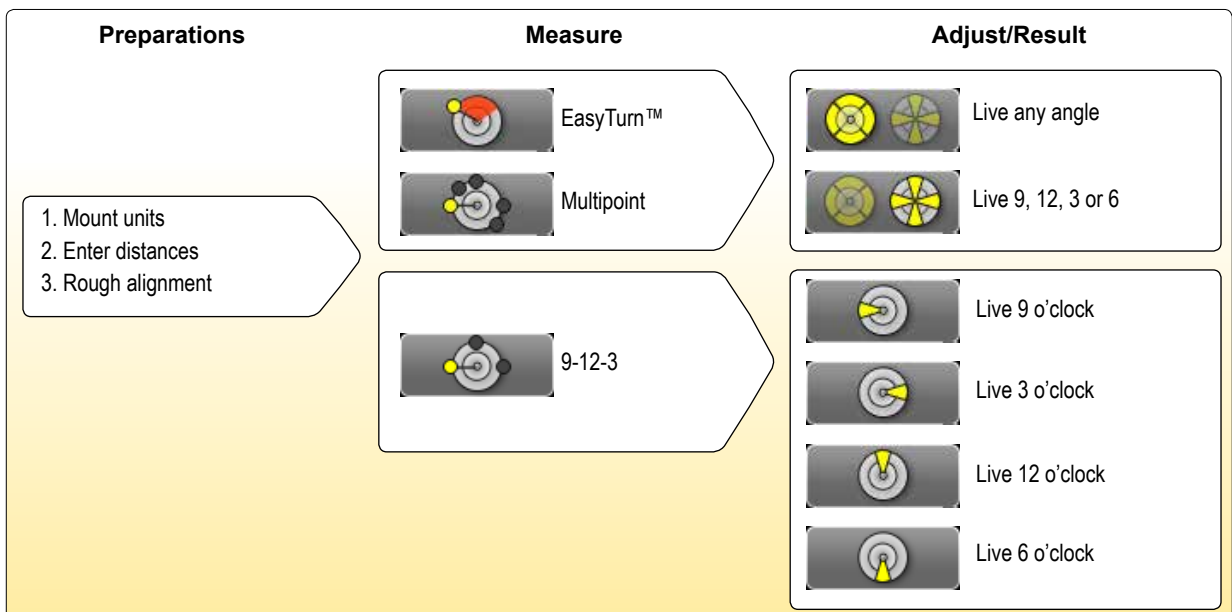 Preparations
Measure
Adjust/Result
1. Mount units
2. Enter distances
3. Rough alignment
EasyTurn™
Multipoint
9-12-3
Live any angle
Live 9, 12, 3 or 6
Live 9 o’clock
Live 3 o’clock
Live 12 o’clock
Live 6 o’clock